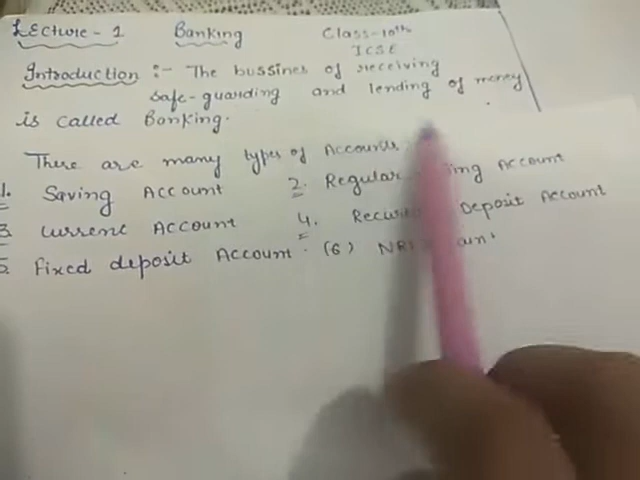 Lecture-1 Banking Class-10th
ICSE
Introduction :- The bussines of receiving
safe-guarding and lending of money
is called Banking.
There are many types of Accounts.
1. Saving Account 2. Regular ing Account
3. Current Account 4. Deposit Account
5. fixed deposit Account. (6) NRI